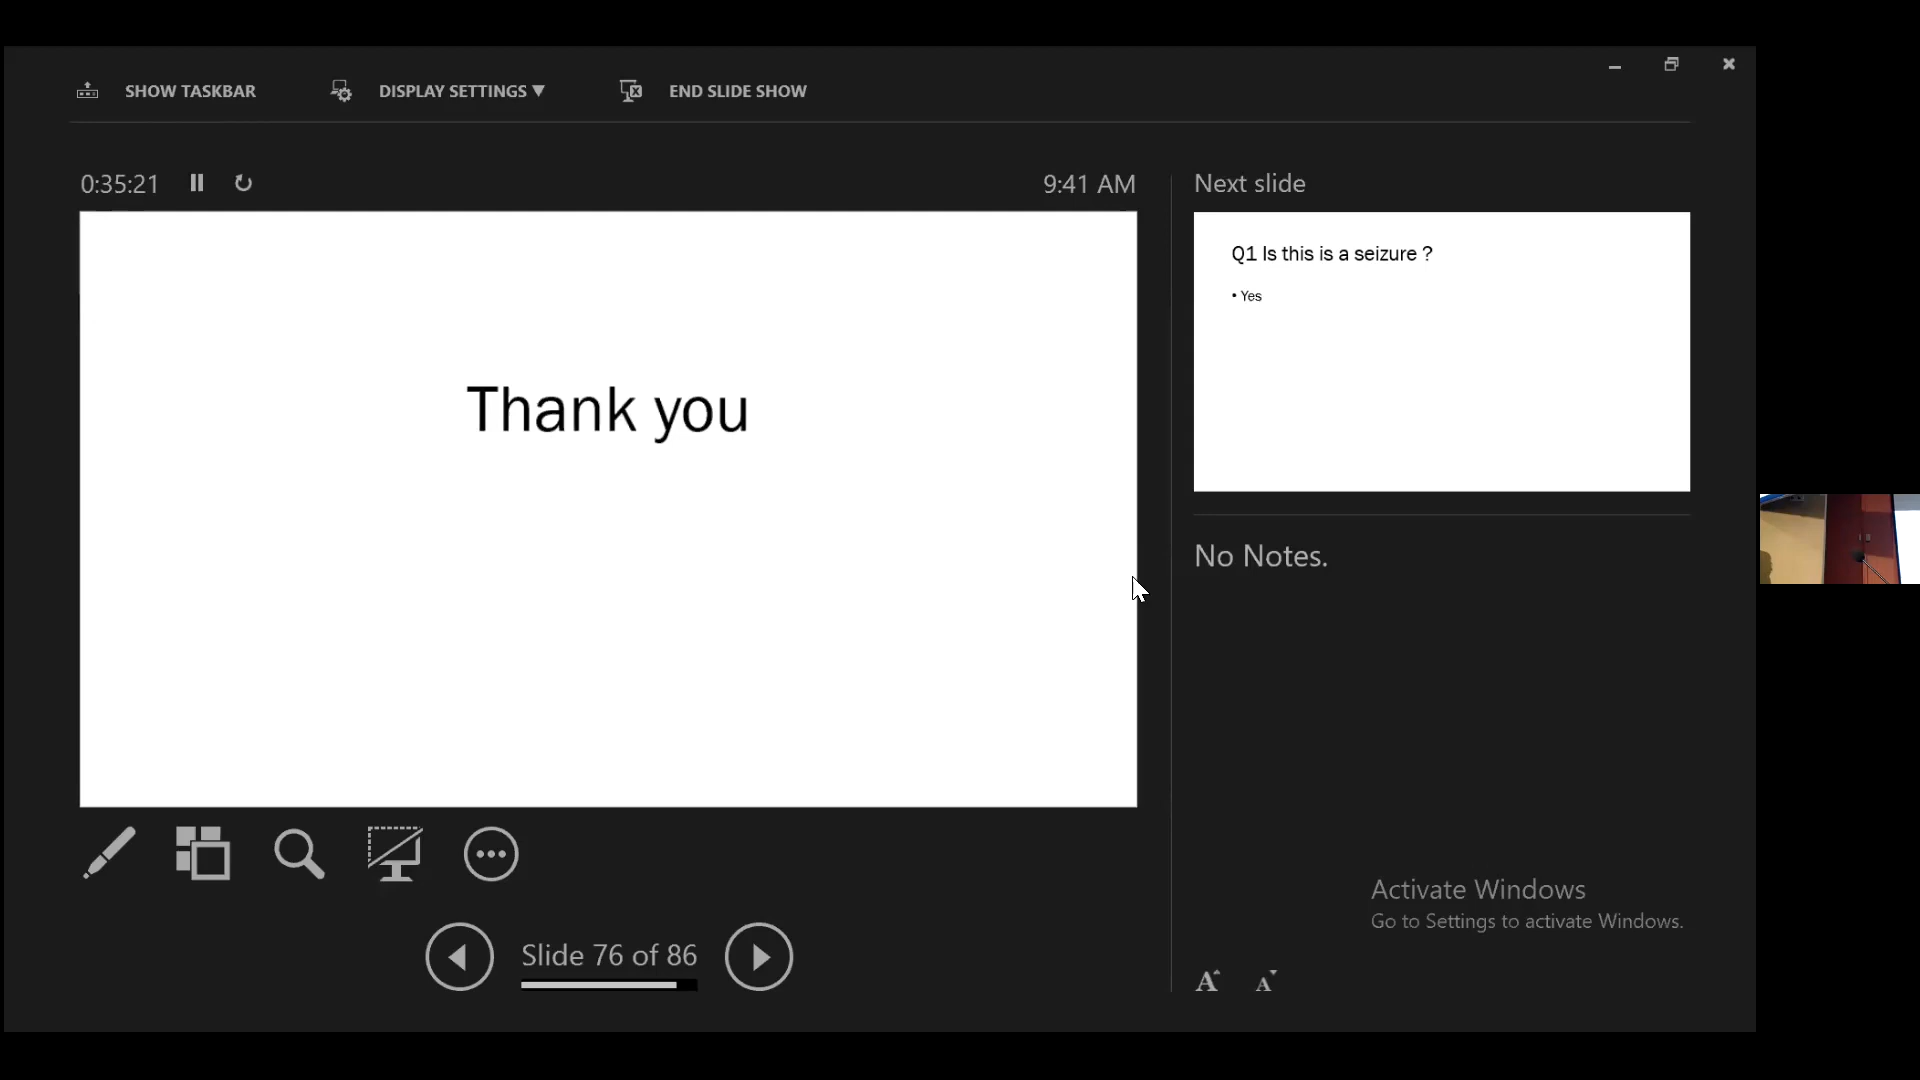 SHOW TASKBAR
DISPLAY SETTINGS ▼
END SLIDE SHOW
0:35:21
9:41 AM
Thank you
Slide 76 of 86
Next slide
Q1 Is this is a seizure ?
• Yes
No Notes.
Activate Windows
Go to Settings to activate Windows.
A A